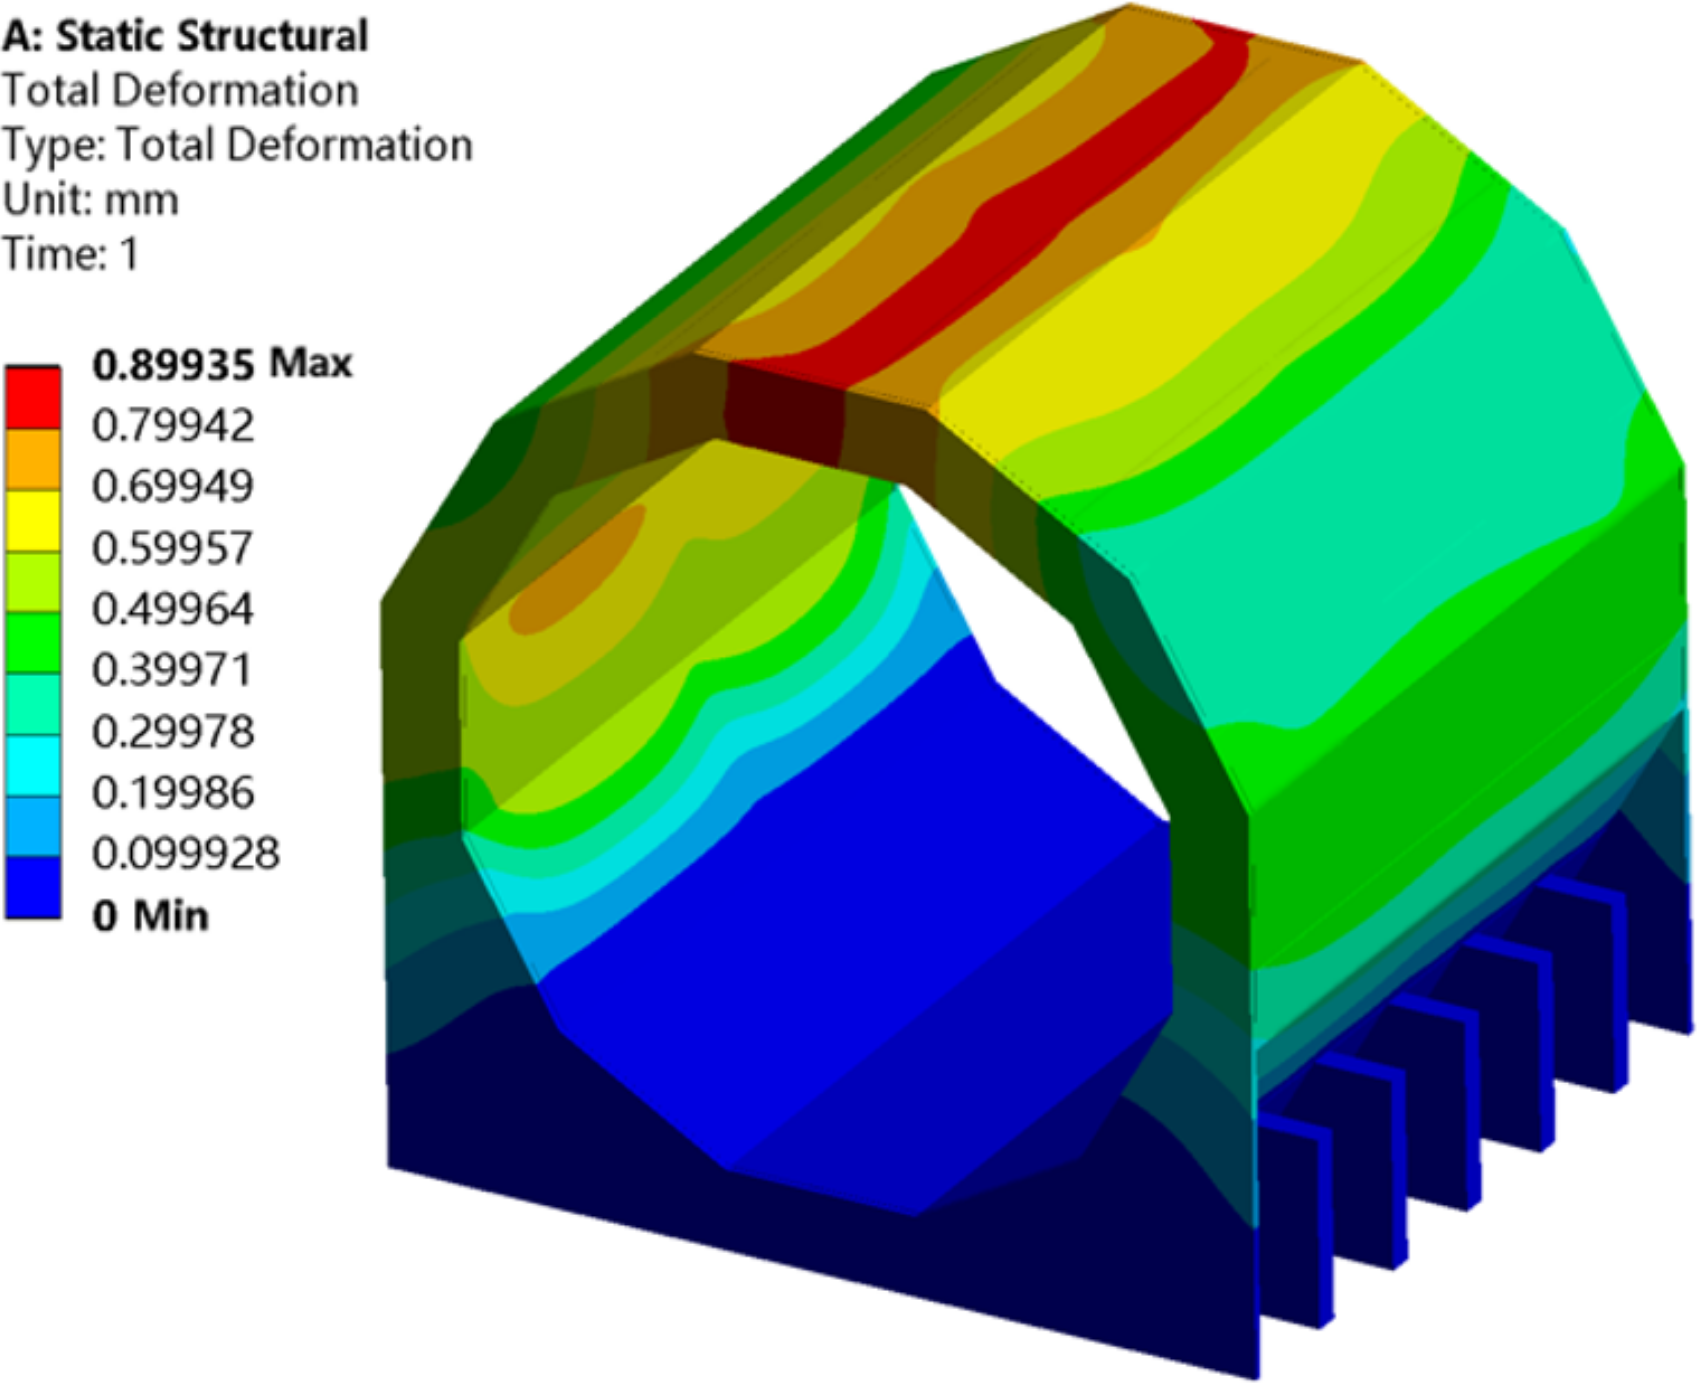 A: Static Structural
Total Deformation
Type: Total Deformation
Unit: mm
Time: 1
0.89935 Max
0.79942
0.69949
0.59957
0.49964
0.39971
0.29978
0.19986
0.099928
0 Min